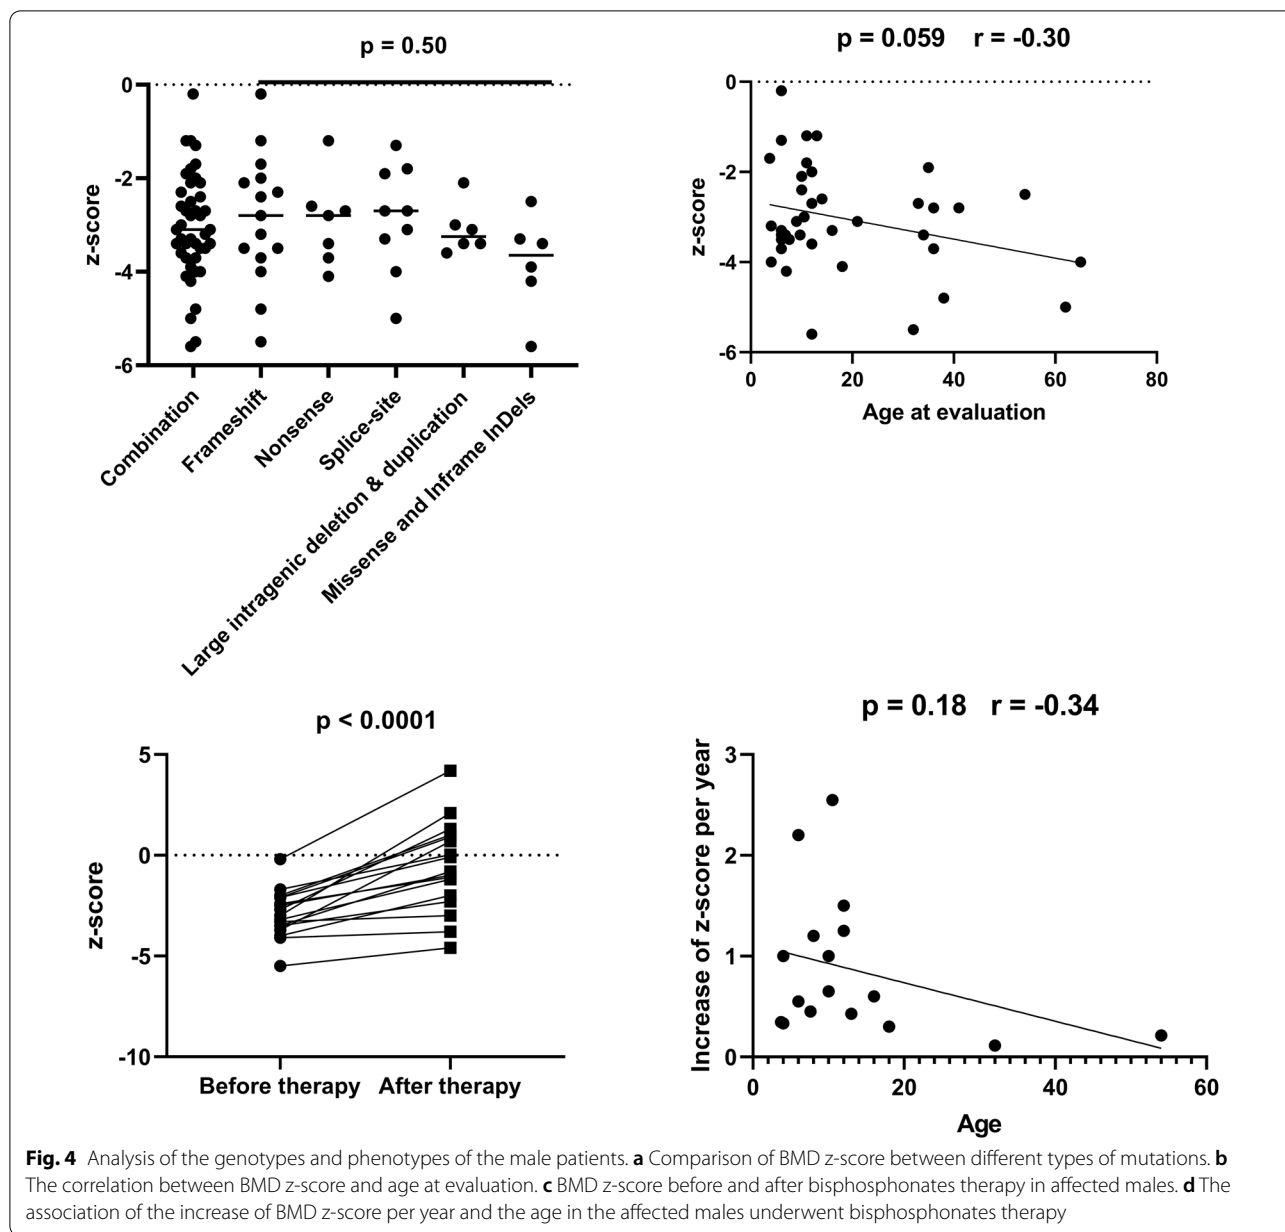 p = 0.50
0
-2
-4
-6
z-score
Combination
Frameshift
Nonsense
Splice-site
Large intragenic deletion & duplication
Missense and Inframe InDels
p = 0.059 r = -0.30
0
-2
-4
-6
z-score
0 20 40 60 80
Age at evaluation
p < 0.0001
5
0
-5
-10
z-score
Before therapy After therapy
p = 0.18 r = -0.34
3
2
1
0
Increase of z-score per year
0 20 40 60
Age
Fig. 4 Analysis of the genotypes and phenotypes of the male patients. a Comparison of BMD z-score between different types of mutations. b
The correlation between BMD z-score and age at evaluation. c BMD z-score before and after bisphosphonates therapy in affected males. d The
association of the increase of BMD z-score per year and the age in the affected males underwent bisphosphonates therapy